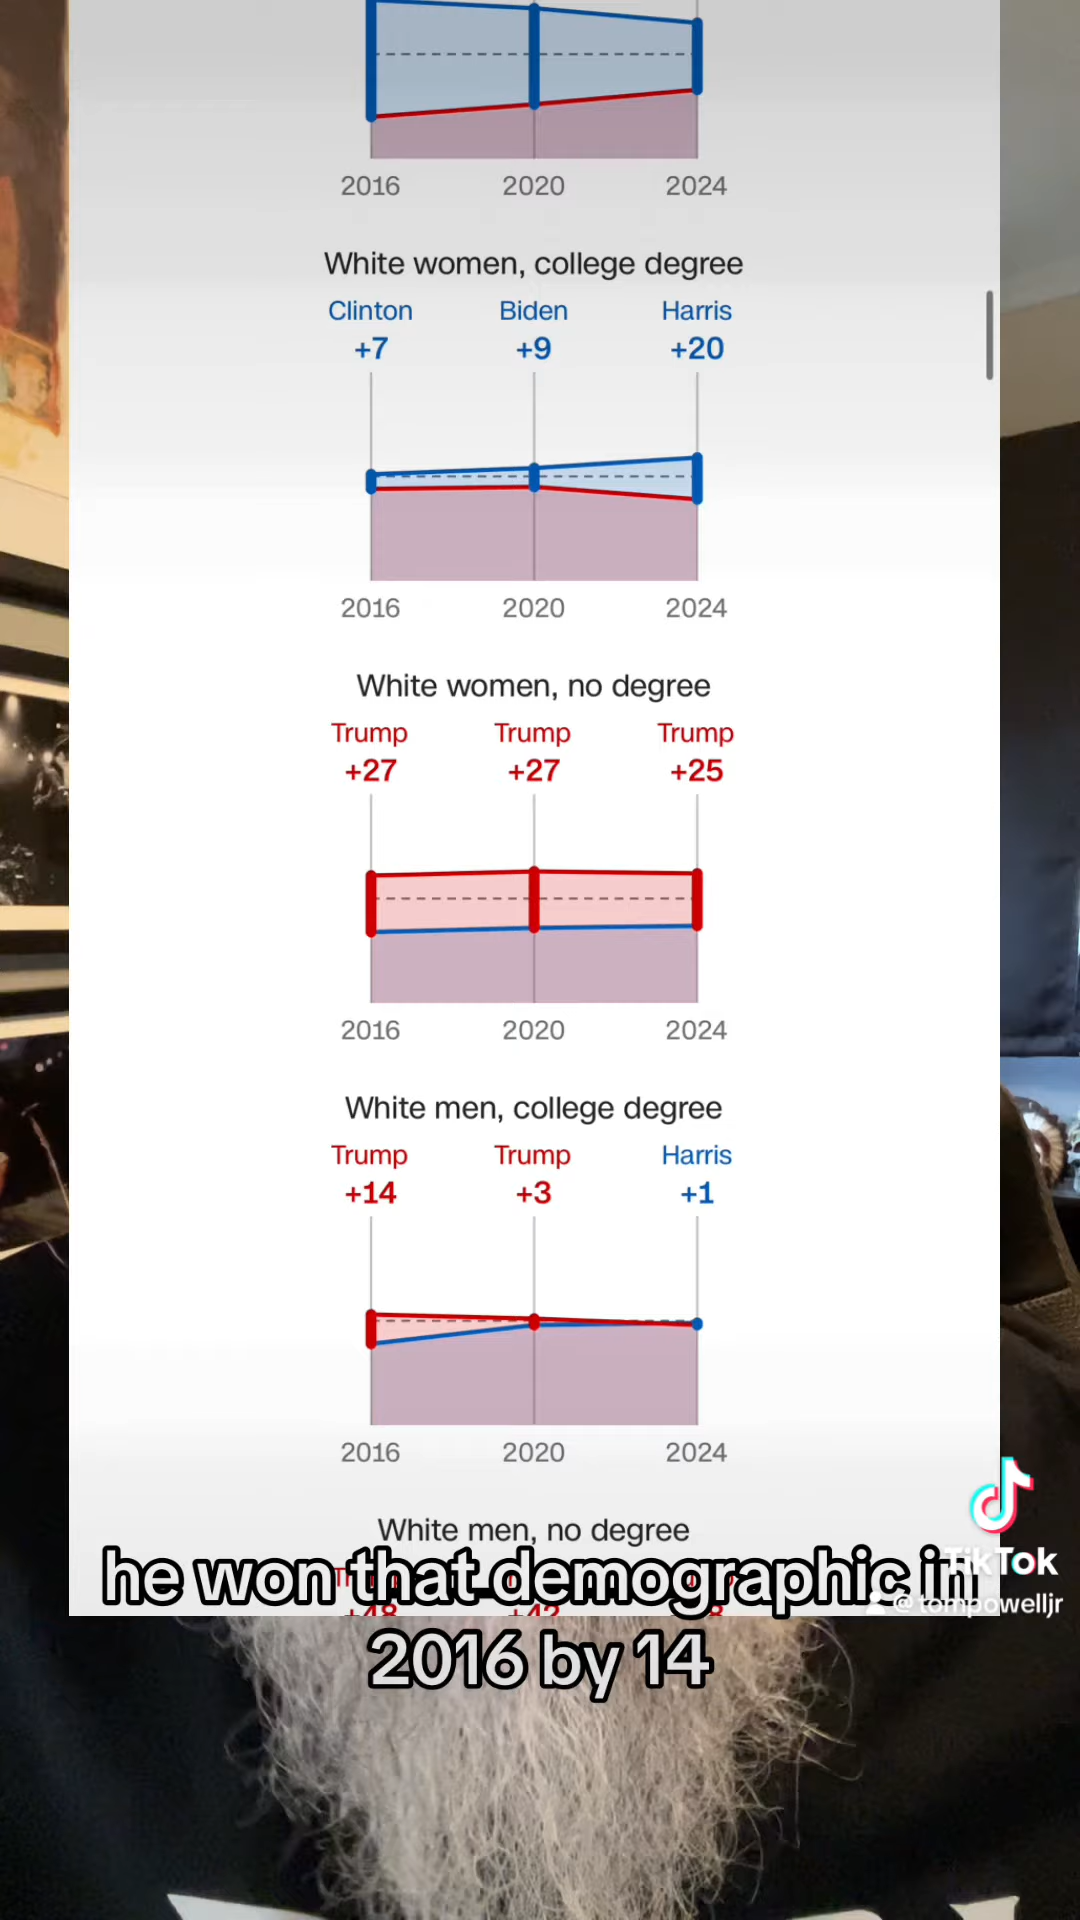 2016 2020 2024
White women, college degree
Clinton Biden Harris
+7 +9 +20
2016 2020 2024
White women, no degree
Trump Trump Trump
+27 +27 +25
2016 2020 2024
White men, college degree
Trump Trump Harris
+14 +3 +1
2016 2020 2024
White men, no degree
+48 +42
he won that demographic in
2016 by 14
TikTok
@tompowelljr